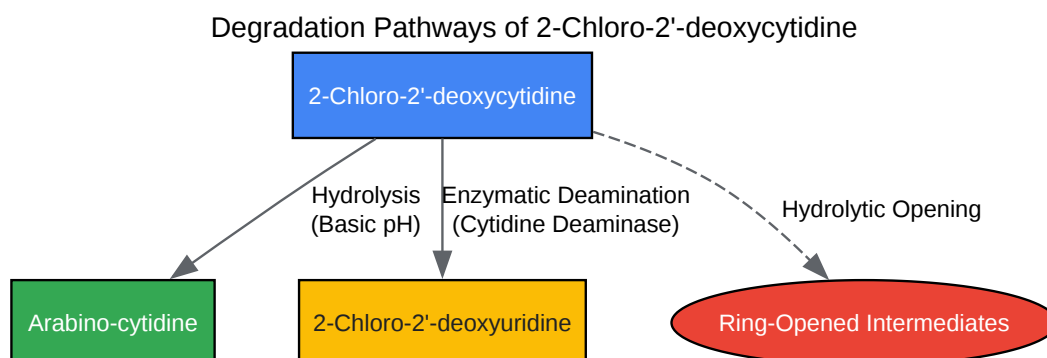 Degradation Pathways of 2-Chloro-2'-deoxycytidine
2-Chloro-2'-deoxycytidine
Hydrolysis
(Basic pH)
Enzymatic Deamination
(Cytidine Deaminase)
Hydrolytic Opening
Arabino-cytidine
2-Chloro-2'-deoxyuridine
Ring-Opened Intermediates